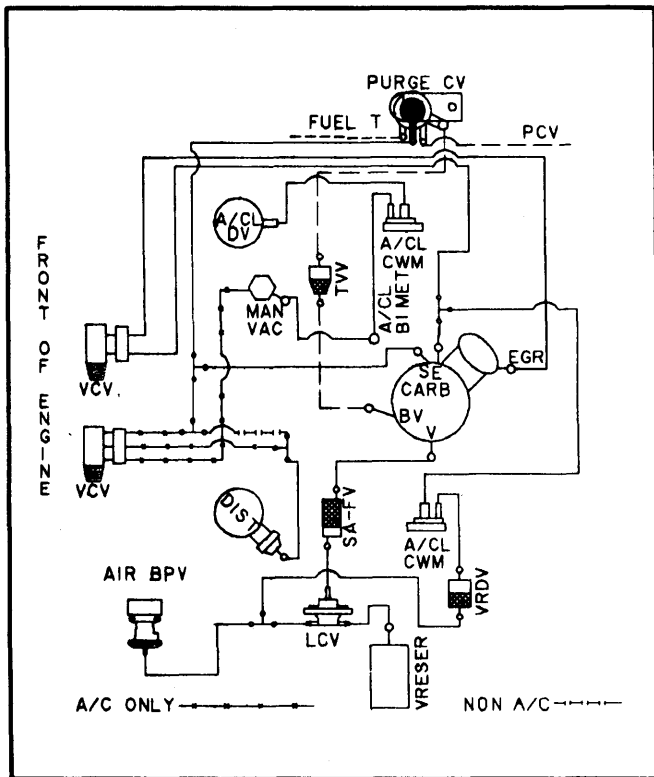 PURGE CV
FUEL T
PCV
A/CL
DV
A/CL
CWM
TVV
A/CL
BIMET
MAN
VAC
FRONT OF ENGINE
VCV
SE
CARB
EGR
BV
V
VCV
DIST
SA-FV
A/CL
CWM
VRDV
AIR BPV
LCV
VRESER
A/C ONLY
NON A/C